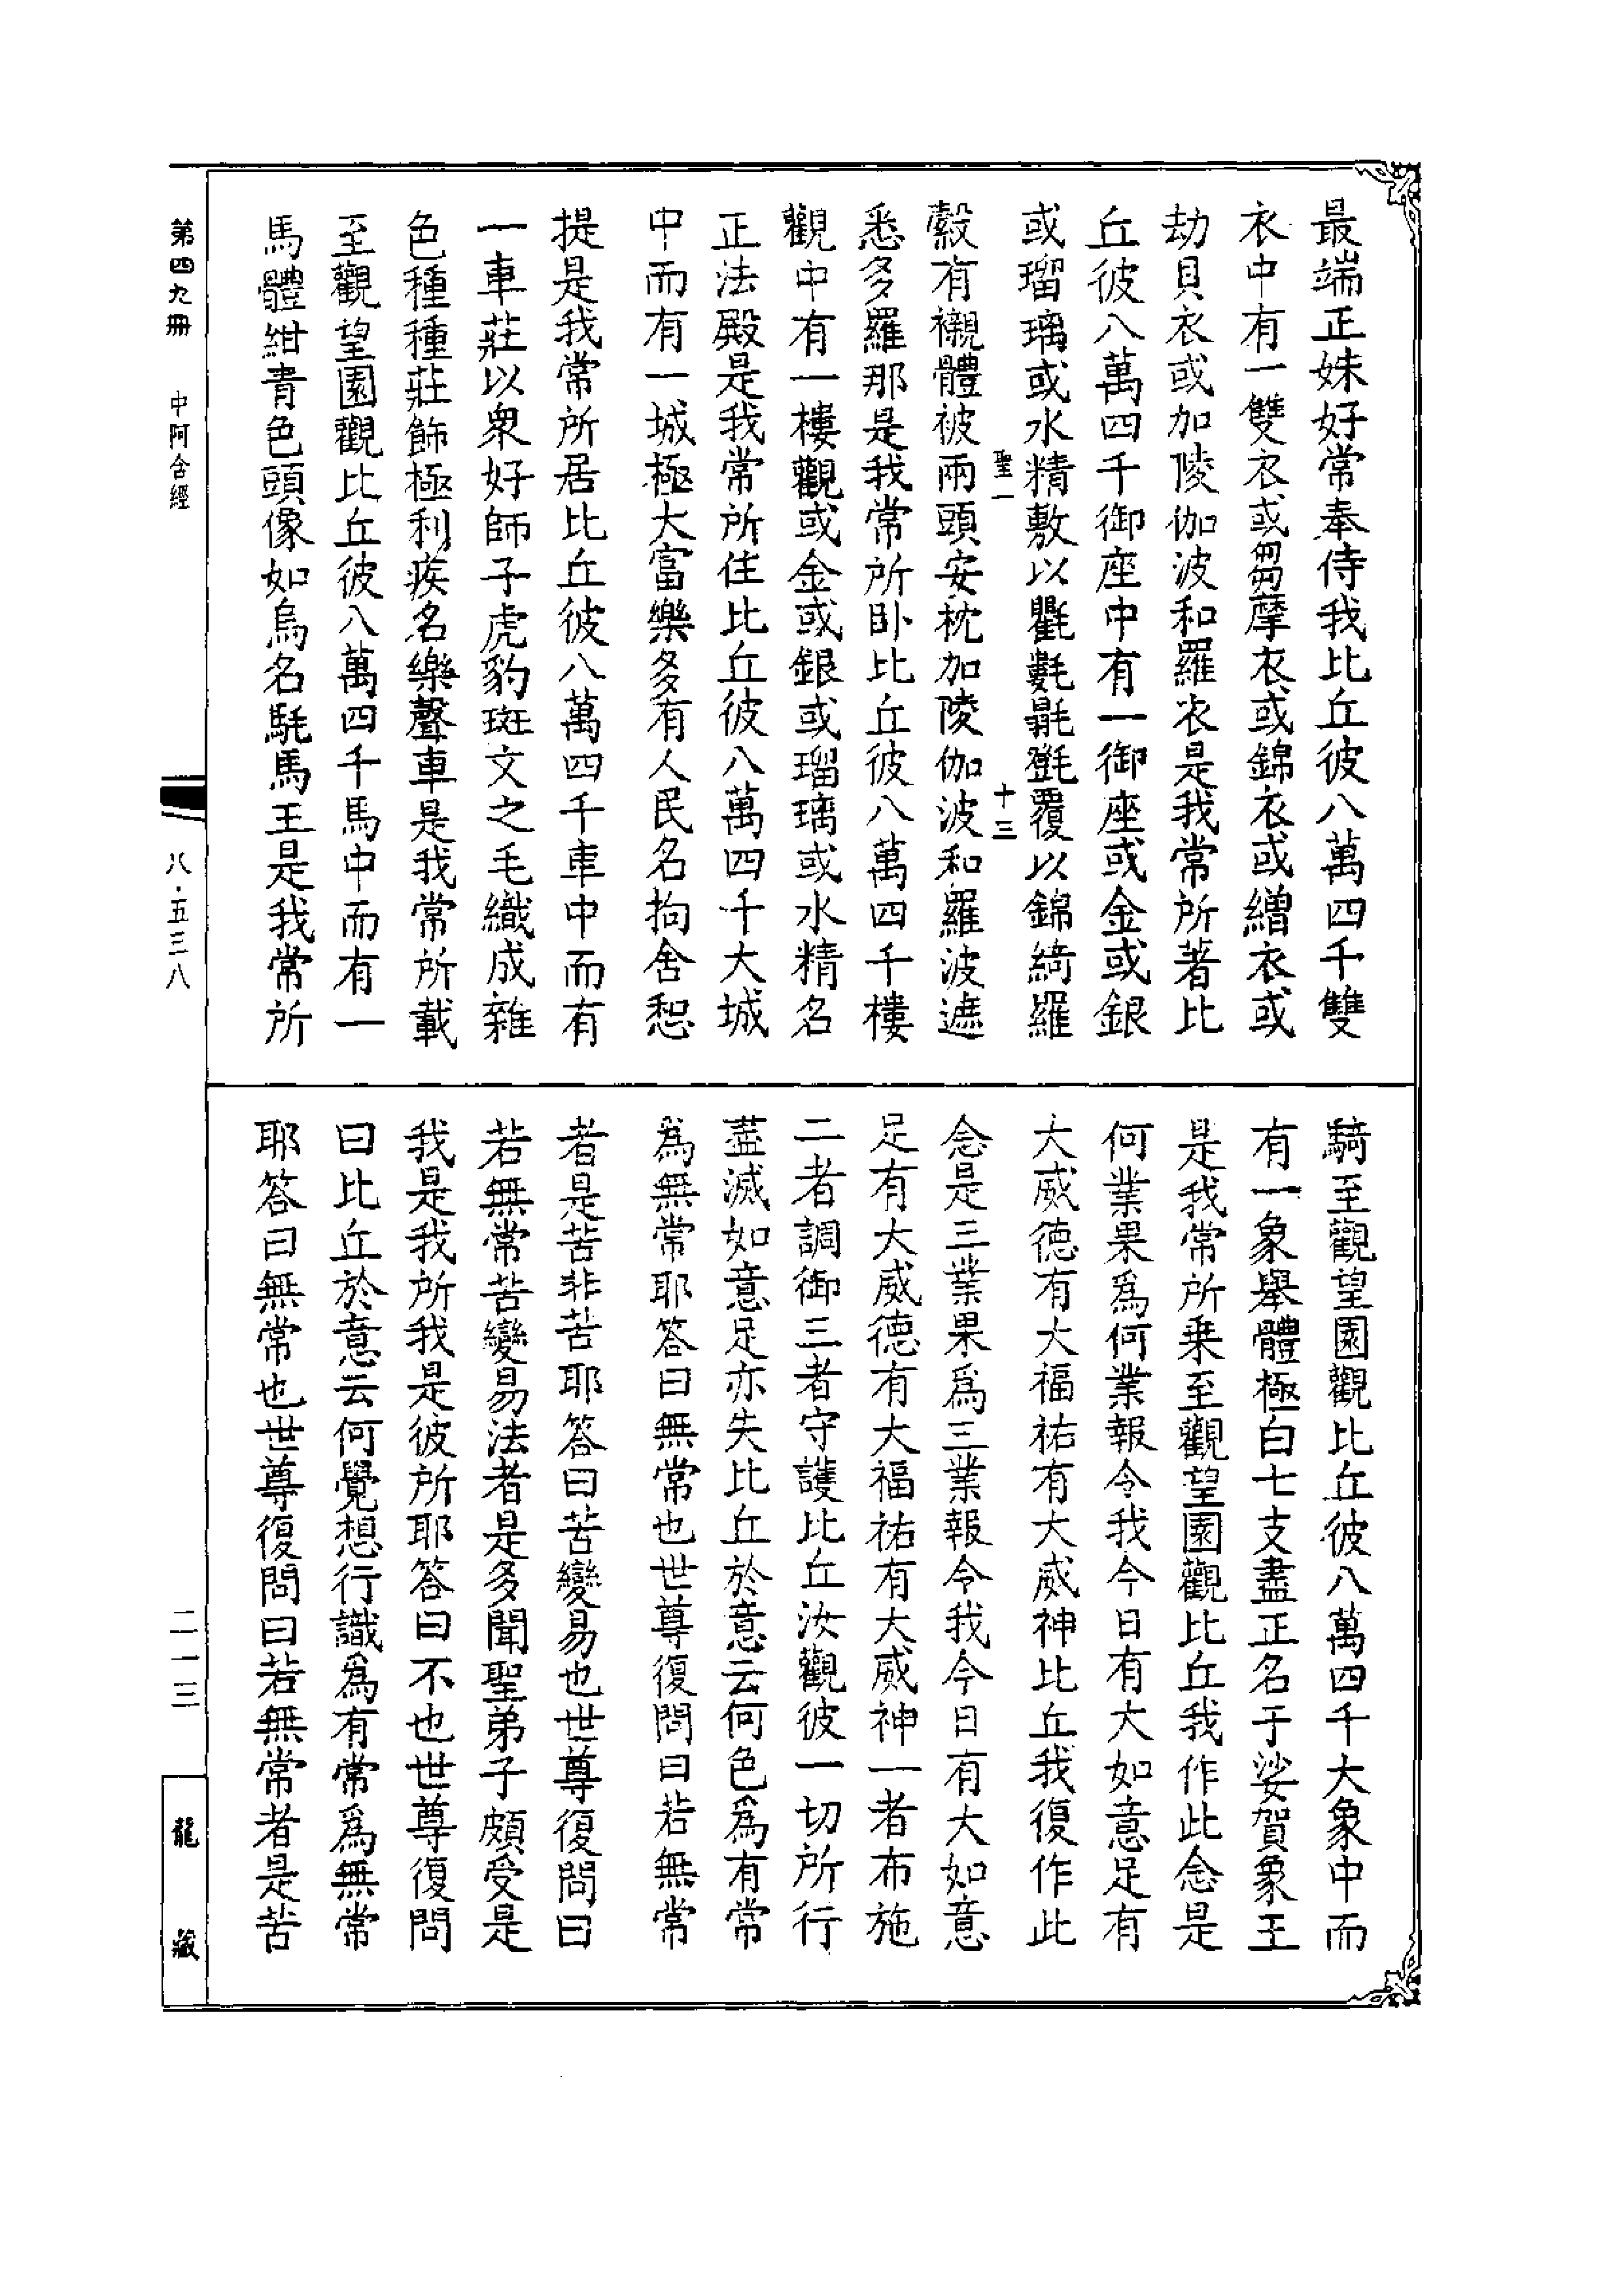 最端正姝好常奉侍我比丘彼八萬四千雙
衣中有一雙衣或芻摩衣或錦衣或繒衣或
劫貝衣或加陵伽波和羅衣是我常所著比
丘彼八萬四千御座中有一御座或金或銀
或瑠璃或水精敷以氍氀毾㲪覆以錦綺羅
聖一 十三
縠有襯體被兩頭安枕加陵伽波和羅波遮
悉多羅那是我常所臥比丘彼八萬四千樓
觀中有一樓觀或金或銀或瑠璃或水精名
正法殿是我常所住比丘彼八萬四千大城
中而有一城極大富樂多有人民名拘舍惒
提是我常所居比丘彼八萬四千車中而有
一車莊以衆好師子虎豹斑文之毛織成雜
色種種莊飾極利疾名樂聲車是我常所載
至觀望園觀比丘彼八萬四千馬中而有一
馬體紺青色頭像如烏名髦馬王是我常所
騎至觀望園觀比丘彼八萬四千大象中而
有一象舉體極白七支盡正名于娑賀象王
是我常所乗至觀望園觀比丘我作此念是
何業果爲何業報令我今日有大如意足有
大威德有大福祐有大威神比丘我復作此
念是三業果爲三業報令我今日有大如意
足有大威德有大福祐有大威神一者布施
二者調御三者守護比丘汝觀彼一切所行
盡滅如意足亦失比丘於意云何色爲有常
爲無常耶答曰無常也世尊復問曰若無常
者是苦非苦耶答曰苦變易也世尊復問曰
若無常苦變易法者是多聞聖弟子頗受是
我是我所我是彼所耶答曰不也世尊復問
曰比丘於意云何覺想行識爲有常爲無常
耶答曰無常也世尊復問曰若無常者是苦
第四九冊 中阿含經 八·五三八 二一三 龍藏